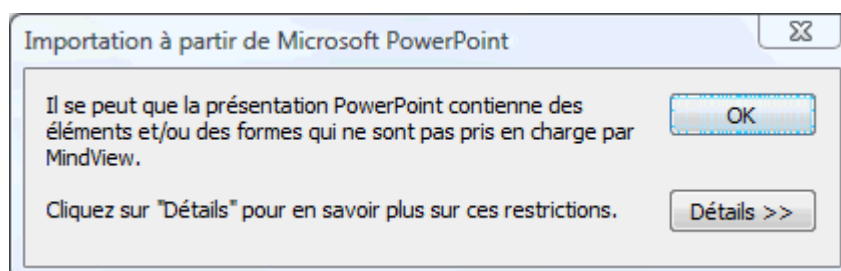 Importation à partir de Microsoft PowerPoint
Il se peut que la présentation PowerPoint contienne des
éléments et/ou des formes qui ne sont pas pris en charge par
MindView.
OK
Cliquez sur "Détails" pour en savoir plus sur ces restrictions.
Détails >>